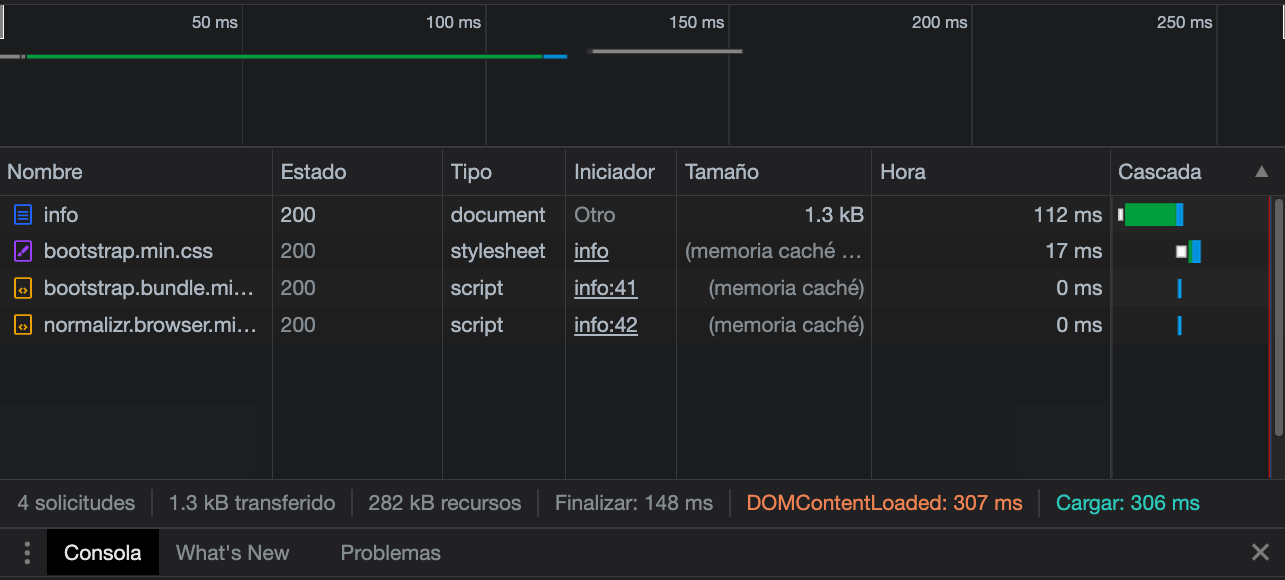 50 ms 100 ms 150 ms 200 ms 250 ms
Nombre Estado Tipo Iniciador Tamaño Hora Cascada
info 200 document Otro 1.3 kB 112 ms
bootstrap.min.css 200 stylesheet info (memoria caché ... 17 ms
bootstrap.bundle.mi... 200 script info:41 (memoria caché) 0 ms
normalizr.browser.mi... 200 script info:42 (memoria caché) 0 ms
4 solicitudes 1.3 kB transferido 282 kB recursos Finalizar: 148 ms DOMContentLoaded: 307 ms Cargar: 306 ms
Consola What's New Problemas